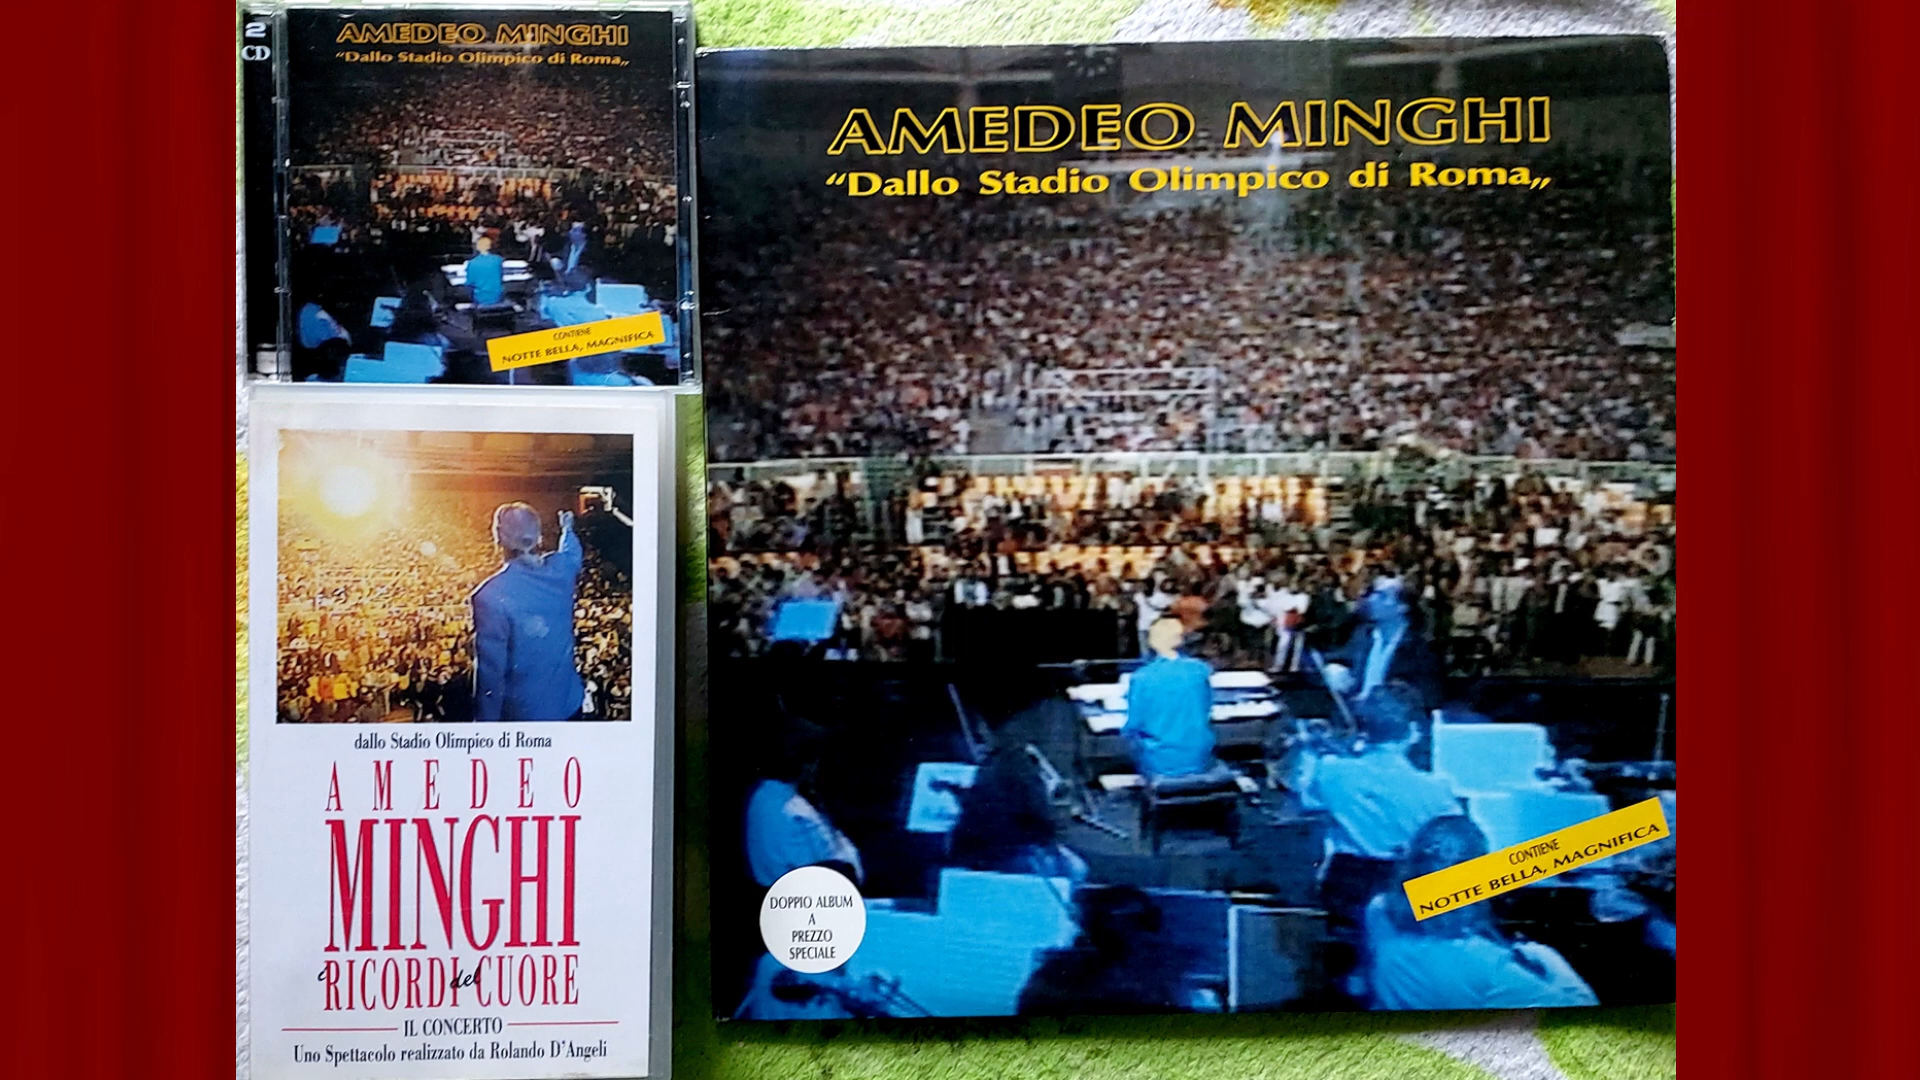 2
CD
AMEDEO MINGHI
“Dallo Stadio Olimpico di Roma„
CONTIENE
NOTTE BELLA, MAGNIFICA
dallo Stadio Olimpico di Roma
AMEDEO
MINGHI
e RICORDI del CUORE
IL CONCERTO
Uno Spettacolo realizzato da Rolando D'Angeli
AMEDEO MINGHI
“Dallo Stadio Olimpico di Roma„
DOPPIO ALBUM
A
PREZZO
SPECIALE
CONTIENE
NOTTE BELLA, MAGNIFICA